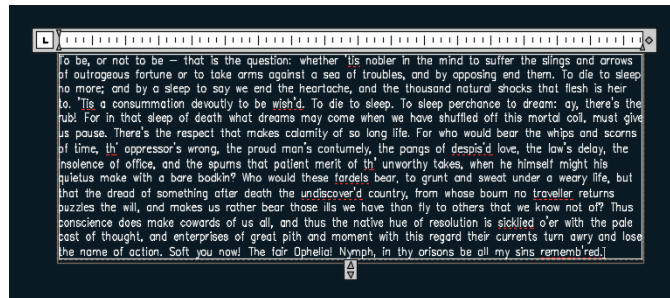 L
To be, or not to be – that is the question: whether 'tis nobler in the mind to suffer the slings and arrows
of outrageous fortune or to take arms against a sea of troubles, and by opposing end them. To die to sleep
no more; and by a sleep to say we end the heartache, and the thousand natural shocks that flesh is heir
to. 'Tis a consummation devoutly to be wish'd. To die to sleep. To sleep perchance to dream: ay, there's the
rub! For in that sleep of death what dreams may come when we have shuffled off this mortal coil, must give
us pause. There's the respect that makes calamity of so long life. For who would bear the whips and scorns
of time, th' oppressor's wrong, the proud man's contumely, the pangs of despis'd love, the law's delay, the
insolence of office, and the spurns that patient merit of th' unworthy takes, when he himself might his
quietus make with a bare bodkin? Who would these fardels bear, to grunt and sweat under a weary life, but
that the dread of something after death the undiscover'd country, from whose bourn no traveller returns
puzzles the will, and makes us rather bear those ills we have than fly to others that we know not of? Thus
conscience does make cowards of us all, and thus the native hue of resolution is sicklied o'er with the pale
cast of thought, and enterprises of great pith and moment with this regard their currents turn awry and lose
the name of action. Soft you now! The fair Ophelia! Nymph, in thy orisons be all my sins rememb'red.